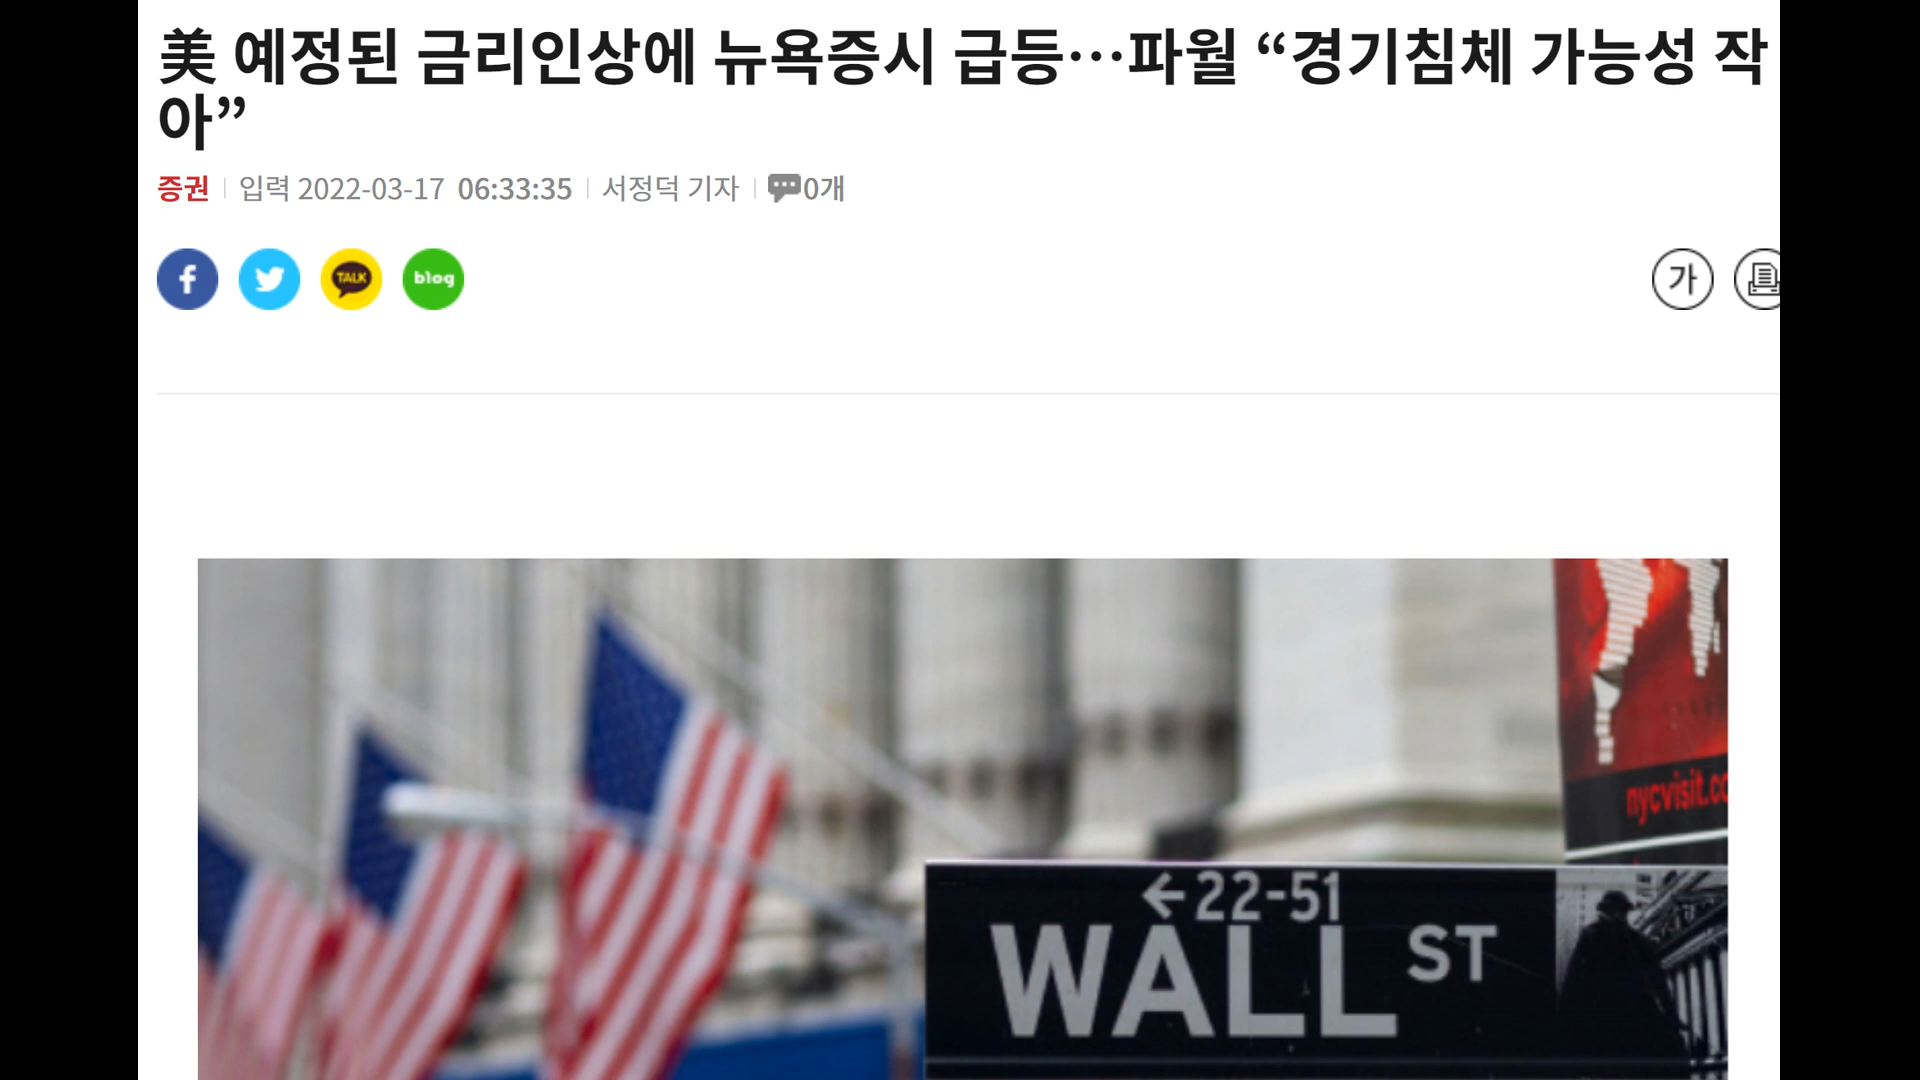 美 예정된 금리인상에 뉴욕증시 급등…파월 “경기침체 가능성 작
아”
증권 입력 2022-03-17 06:33:35 서정덕 기자 0개
f TALK blog 가
nycvisit.co
←22-51
WALL ST